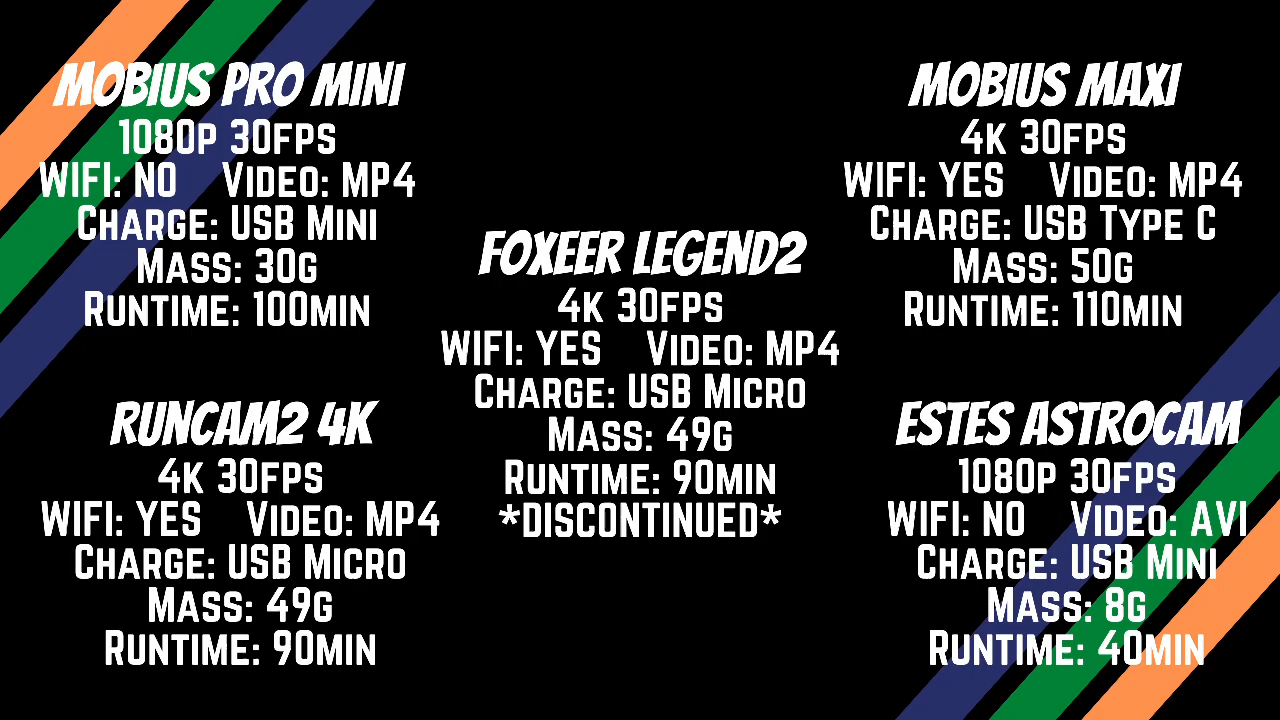 MOBIUS PRO MINI
1080P 30FPS
WIFI: NO VIDEO: MP4
CHARGE: USB MINI
MASS: 30G
RUNTIME: 100MIN
RUNCAM2 4K
4K 30FPS
WIFI: YES VIDEO: MP4
CHARGE: USB MICRO
MASS: 49G
RUNTIME: 90MIN
FOXEER LEGEND2
4K 30FPS
WIFI: YES VIDEO: MP4
CHARGE: USB MICRO
MASS: 49G
RUNTIME: 90MIN
*DISCONTINUED*
MOBIUS MAXI
4K 30FPS
WIFI: YES VIDEO: MP4
CHARGE: USB TYPE C
MASS: 50G
RUNTIME: 110MIN
ESTES ASTROCAM
1080P 30FPS
WIFI: NO VIDEO: AVI
CHARGE: USB MINI
MASS: 8G
RUNTIME: 40MIN